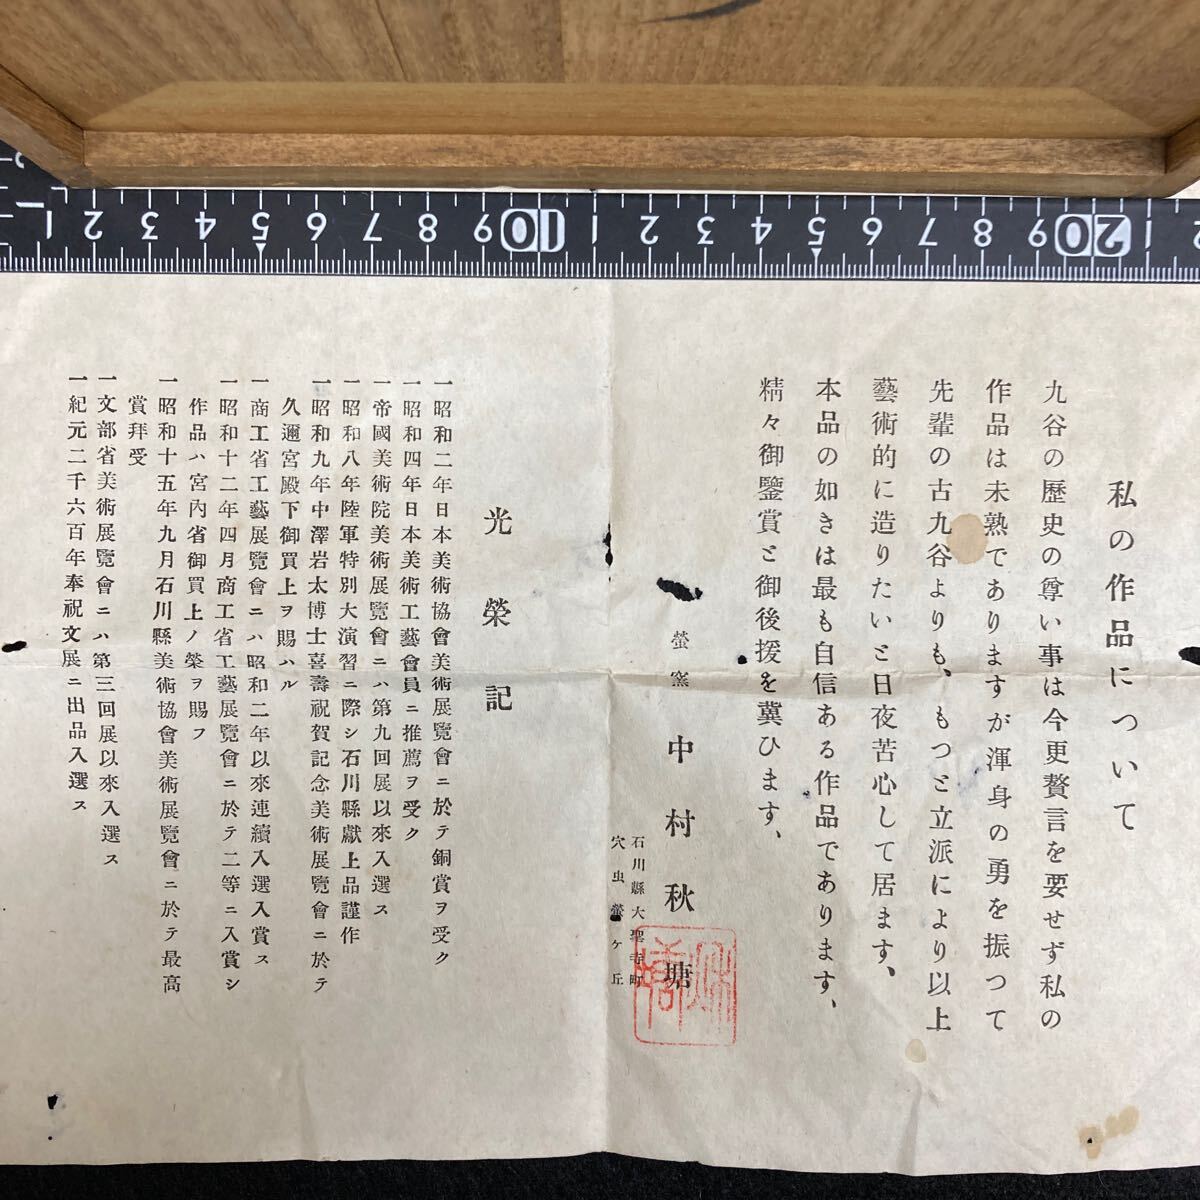 私の作品について
九谷の歴史の尊い事は今更贅言を要せず私の
作品は未熟でありますが渾身の勇を振つて
先輩の古九谷よりも、もつと立派により以上
藝術的に造りたいと日夜苦心して居ます、
本品の如きは最も自信ある作品であります、
精々御鑒賞と御後援を冀ひます、
螢窯 中村秋塘
石川縣大聖寺町
穴虫螢ヶ丘
光榮記
一昭和二年日本美術協會美術展覽會ニ於テ銅賞ヲ受ク
一昭和四年日本美術工藝會員ニ推薦ヲ受ク
一帝國美術院美術展覽會ニハ第九回展以來入選ス
一昭和八年陸軍特別大演習ニ際シ石川縣獻上品謹作
一昭和九年中澤岩太博士喜壽祝賀記念美術展覽會ニ於テ
久邇宮殿下御買上ヲ賜ハル
一商工省工藝展覽會ニハ昭和二年以來連續入選入賞ス
一昭和十二年四月商工省工藝展覽會ニ於テ二等ニ入賞シ
作品ハ宮內省御買上ノ榮ヲ賜フ
一昭和十五年九月石川縣美術協會美術展覽會ニ於テ最高
賞拜受
一文部省美術展覽會ニハ第三回展以來入選ス
一紀元二千六百年奉祝文展ニ出品入選ス
1 2 3 4 5 6 7 8 9 10 1 2 3 4 5 6 7 8 9 20 1 2